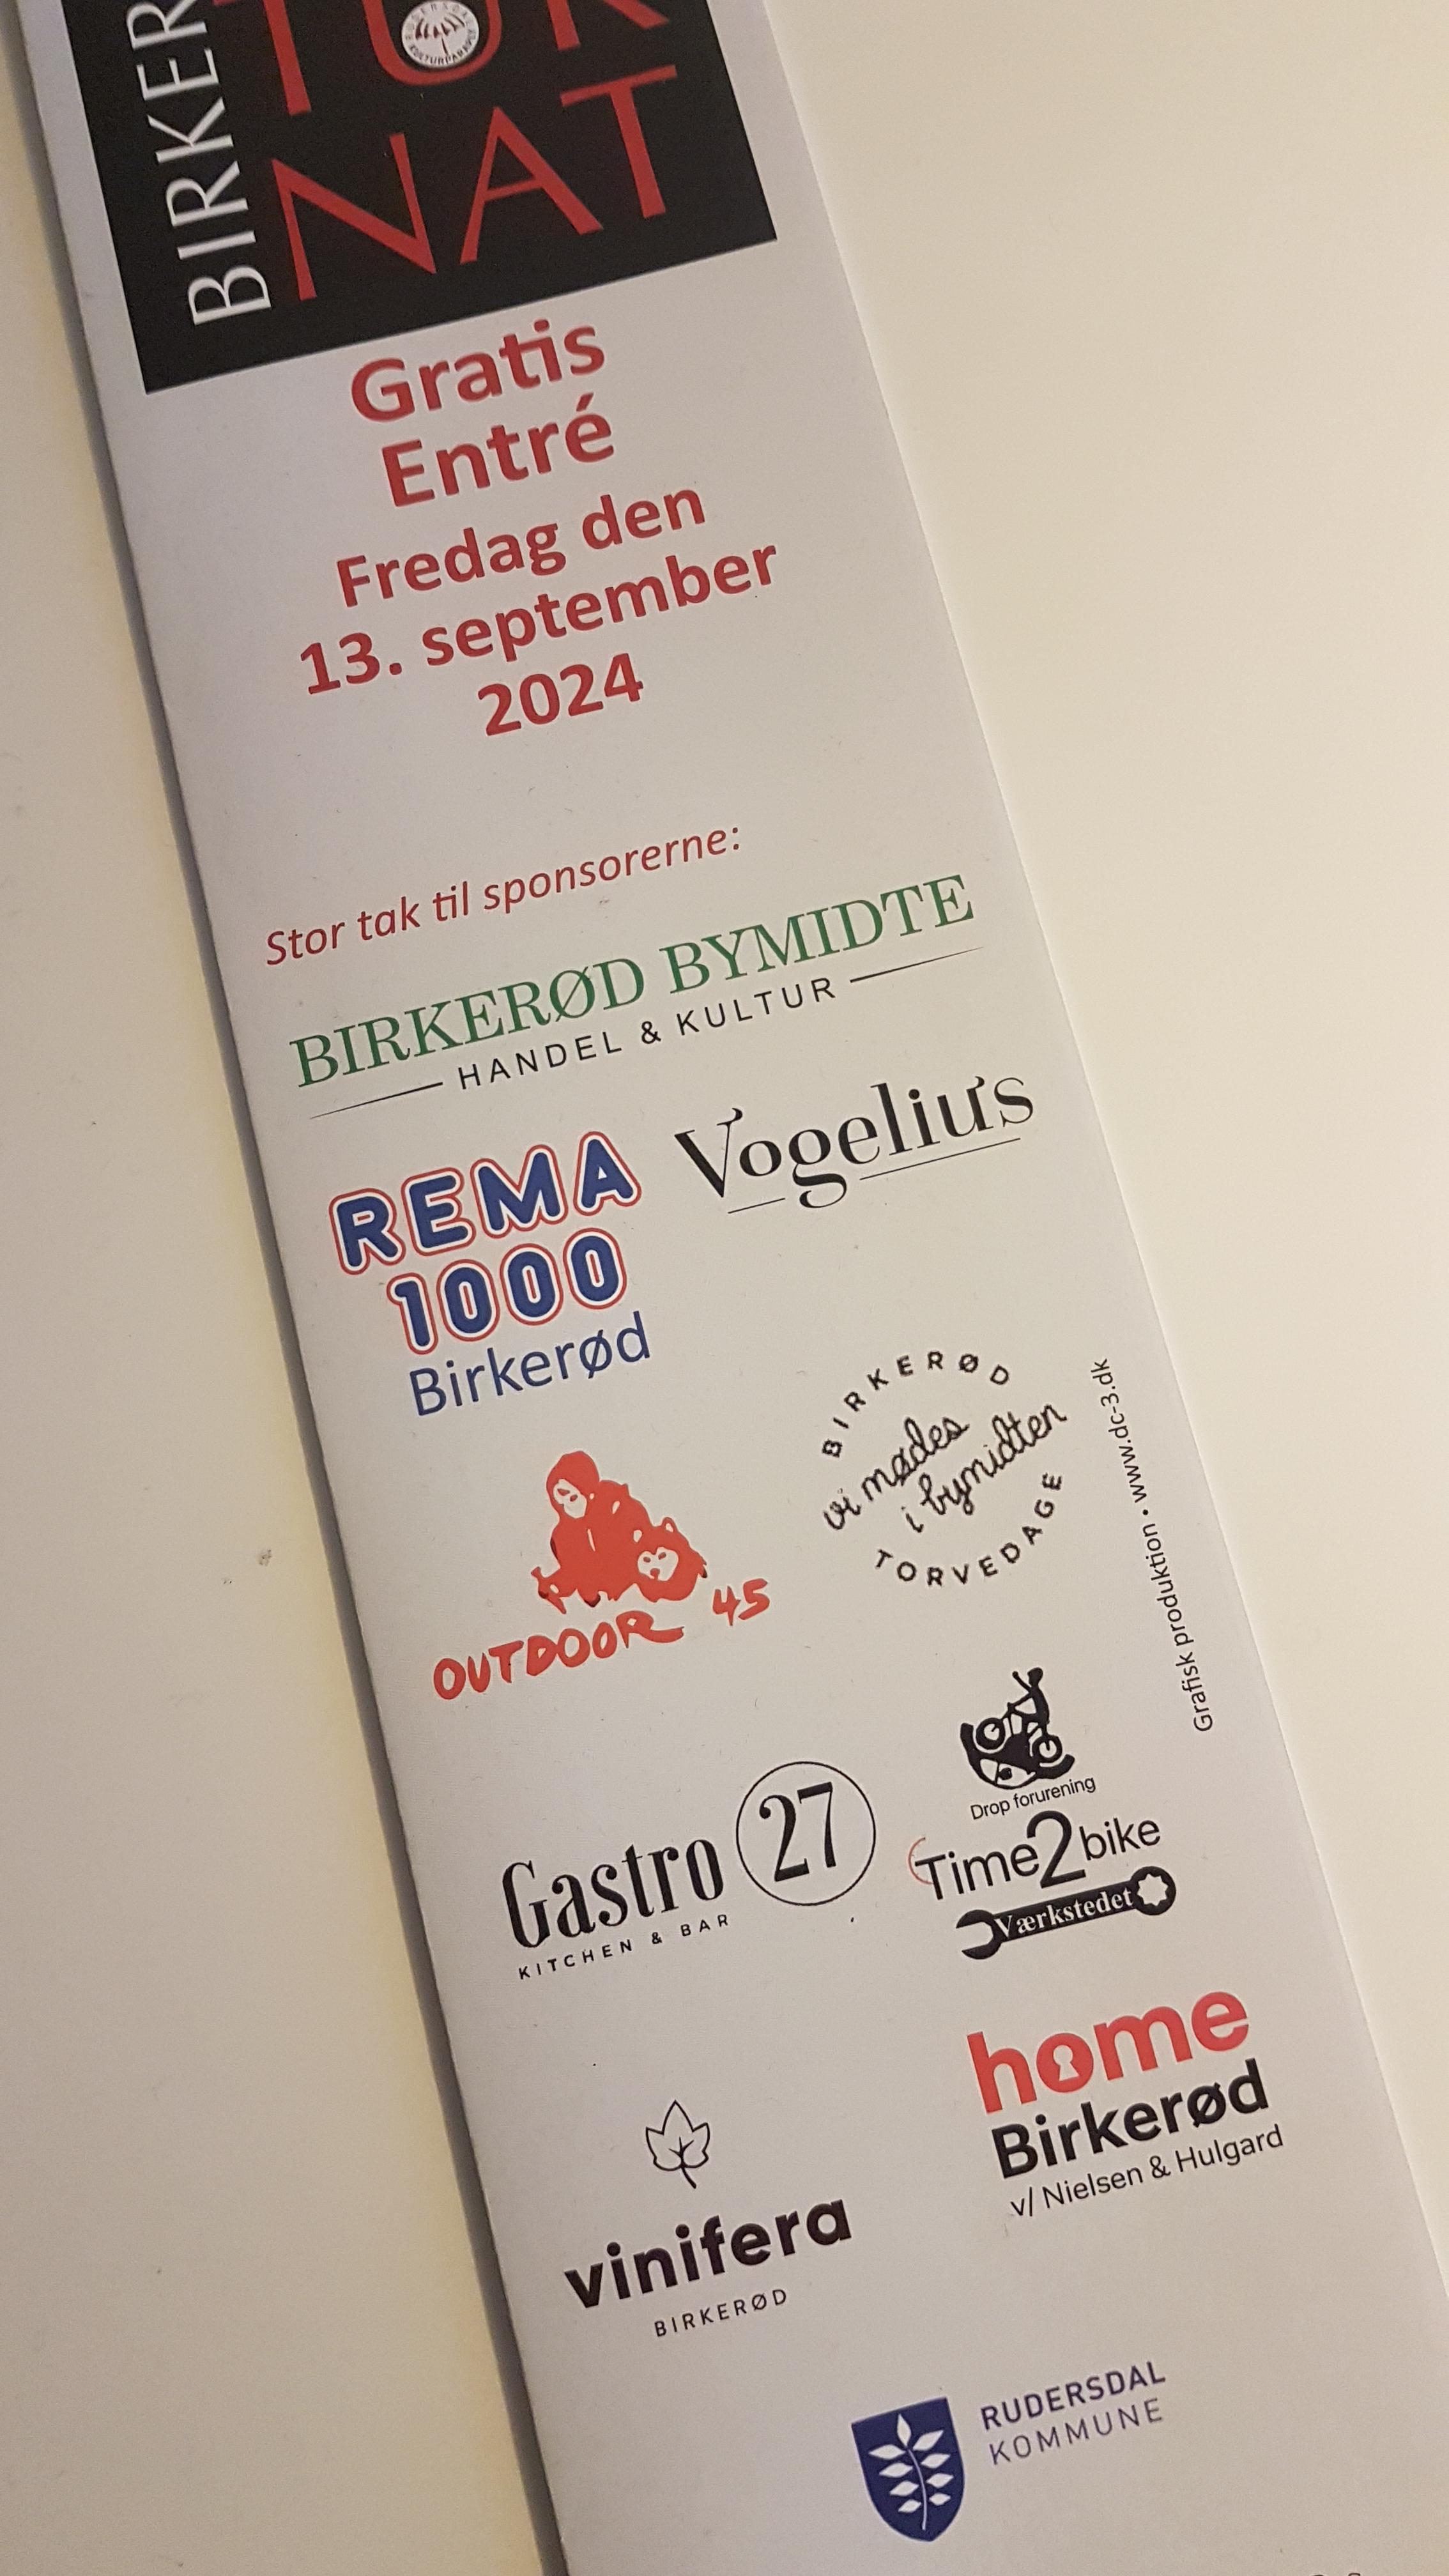 BIRKER
TUR
NAT
RUDERSDAL
KULTURPARAPLY
Gratis
Entré
Fredag den
13. september
2024
Stor tak til sponsorerne:
BIRKERØD BYMIDTE
HANDEL & KULTUR
REMA
1000
Birkerød
Vogelius
OUTDOOR 45
BIRKERØD
vi mødes
i bymidten
TORVEDAGE
Grafisk produktion • www.dc-3.dk
Gastro 27
KITCHEN & BAR
Drop forurening
Time2bike
Værkstedet
vinifera
BIRKERØD
home
Birkerød
v/ Nielsen & Hulgard
RUDERSDAL
KOMMUNE